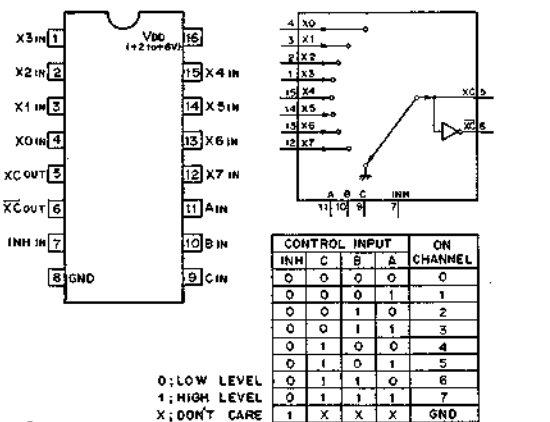 X3 IN 1
X2 IN 2
X1 IN 3
X0 IN 4
XC OUT 5
X̅C̅ OUT 6
INH IN 7
8 GND
VDD
(+2 to +6V)
16
15 X4 IN
14 X5 IN
13 X6 IN
12 X7 IN
11 A IN
10 B IN
9 C IN
4 X0
3 X1
2 X2
1 X3
15 X4
14 X5
13 X6
12 X7
XC 5
X̅C̅ 6
A B C INH
11 10 9 7
CONTROL INPUT ON CHANNEL
INH C B A
0 0 0 0 0
0 0 0 1 1
0 0 1 0 2
0 0 1 1 3
0 1 0 0 4
0 1 0 1 5
0 1 1 0 6
0 1 1 1 7
1 X X X GND
0; LOW LEVEL
1; HIGH LEVEL
X; DON'T CARE